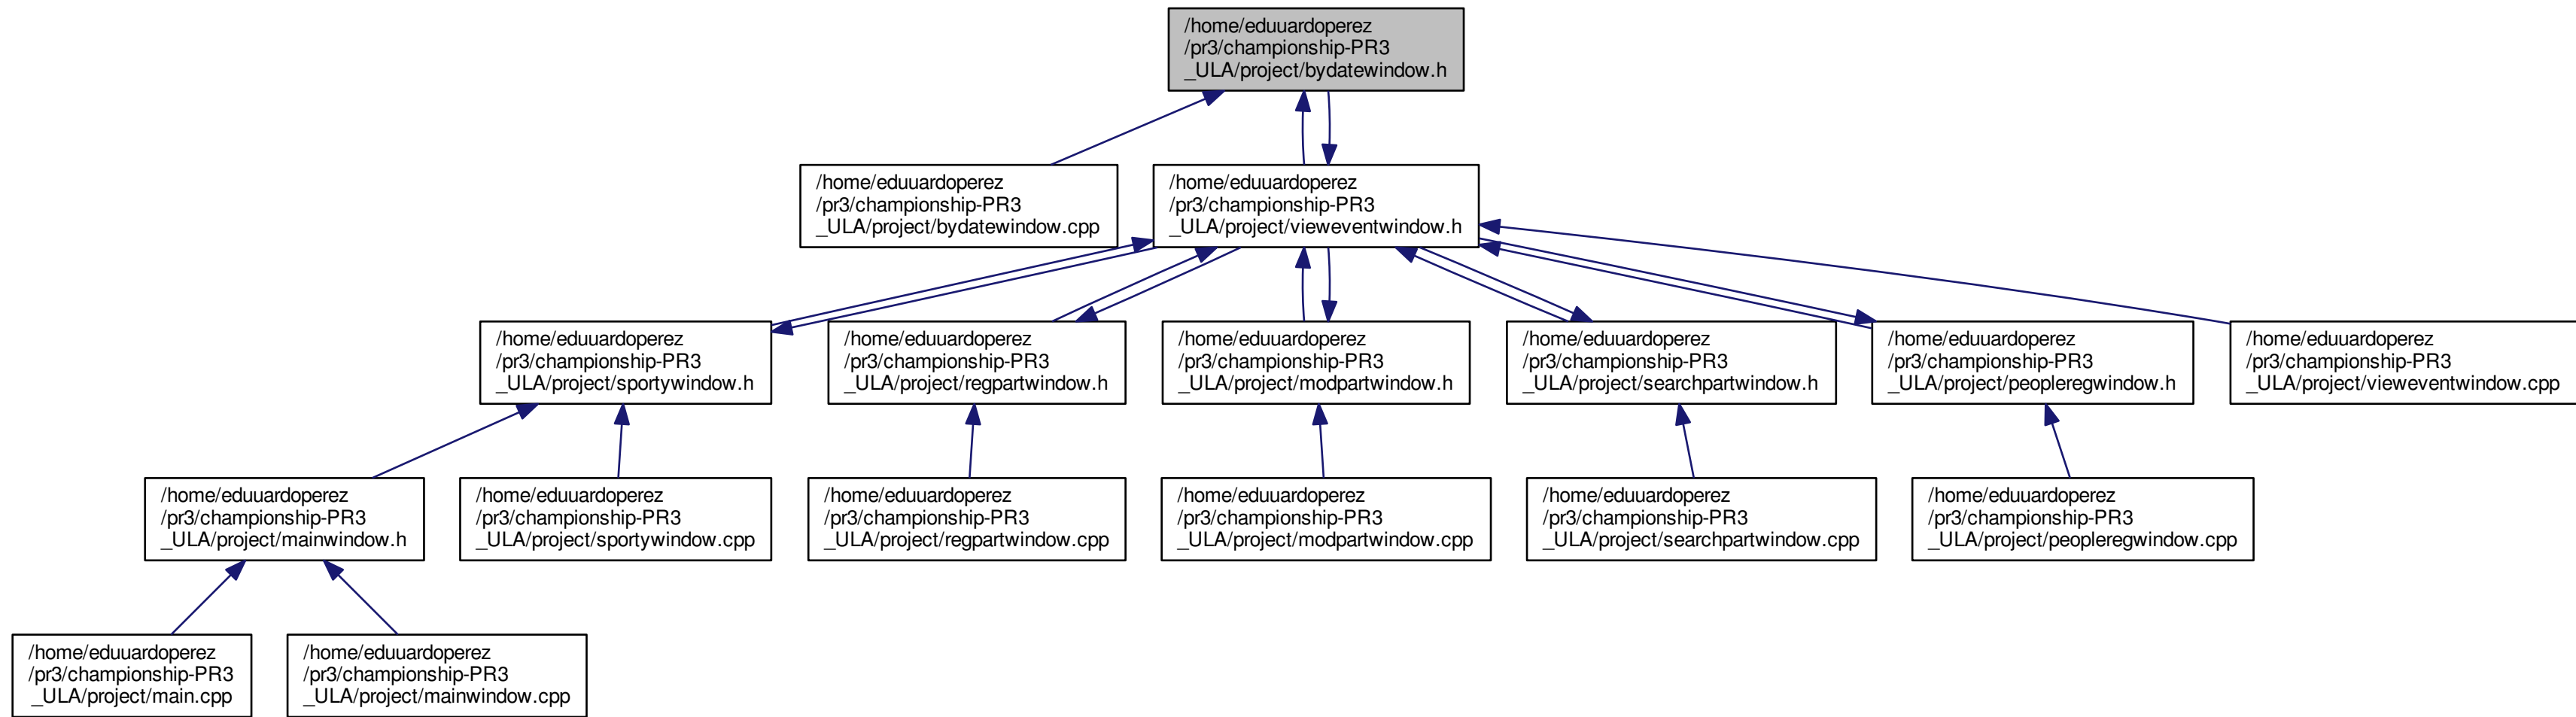 /home/eduuardoperez
/pr3/championship-PR3
_ULA/project/bydatewindow.h
/home/eduuardoperez
/pr3/championship-PR3
_ULA/project/bydatewindow.cpp
/home/eduuardoperez
/pr3/championship-PR3
_ULA/project/vieweventwindow.h
/home/eduuardoperez
/pr3/championship-PR3
_ULA/project/sportywindow.h
/home/eduuardoperez
/pr3/championship-PR3
_ULA/project/regpartwindow.h
/home/eduuardoperez
/pr3/championship-PR3
_ULA/project/modpartwindow.h
/home/eduuardoperez
/pr3/championship-PR3
_ULA/project/searchpartwindow.h
/home/eduuardoperez
/pr3/championship-PR3
_ULA/project/peopleregwindow.h
/home/eduuardoperez
/pr3/championship-PR3
_ULA/project/vieweventwindow.cpp
/home/eduuardoperez
/pr3/championship-PR3
_ULA/project/mainwindow.h
/home/eduuardoperez
/pr3/championship-PR3
_ULA/project/sportywindow.cpp
/home/eduuardoperez
/pr3/championship-PR3
_ULA/project/regpartwindow.cpp
/home/eduuardoperez
/pr3/championship-PR3
_ULA/project/modpartwindow.cpp
/home/eduuardoperez
/pr3/championship-PR3
_ULA/project/searchpartwindow.cpp
/home/eduuardoperez
/pr3/championship-PR3
_ULA/project/peopleregwindow.cpp
/home/eduuardoperez
/pr3/championship-PR3
_ULA/project/main.cpp
/home/eduuardoperez
/pr3/championship-PR3
_ULA/project/mainwindow.cpp